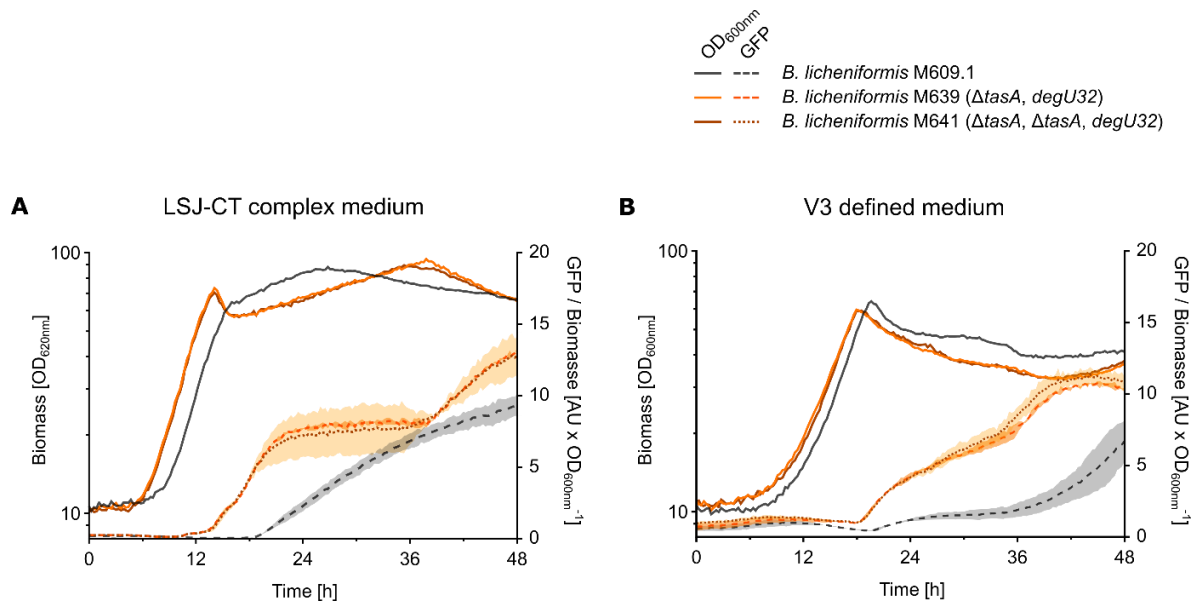 OD600nm GFP
B. licheniformis M609.1
B. licheniformis M639 (ΔtasA, degU32)
B. licheniformis M641 (ΔtasA, ΔtasA, degU32)
A LSJ-CT complex medium
B V3 defined medium
Biomass [OD620nm]
100
10
20
15
10
5
0
GFP / Biomasse [AU x OD600nm-1]
0 12 24 36 48
Time [h]
Biomass [OD600nm]
100
10
20
15
10
5
0
GFP / Biomasse [AU x OD600nm-1]
0 12 24 36 48
Time [h]